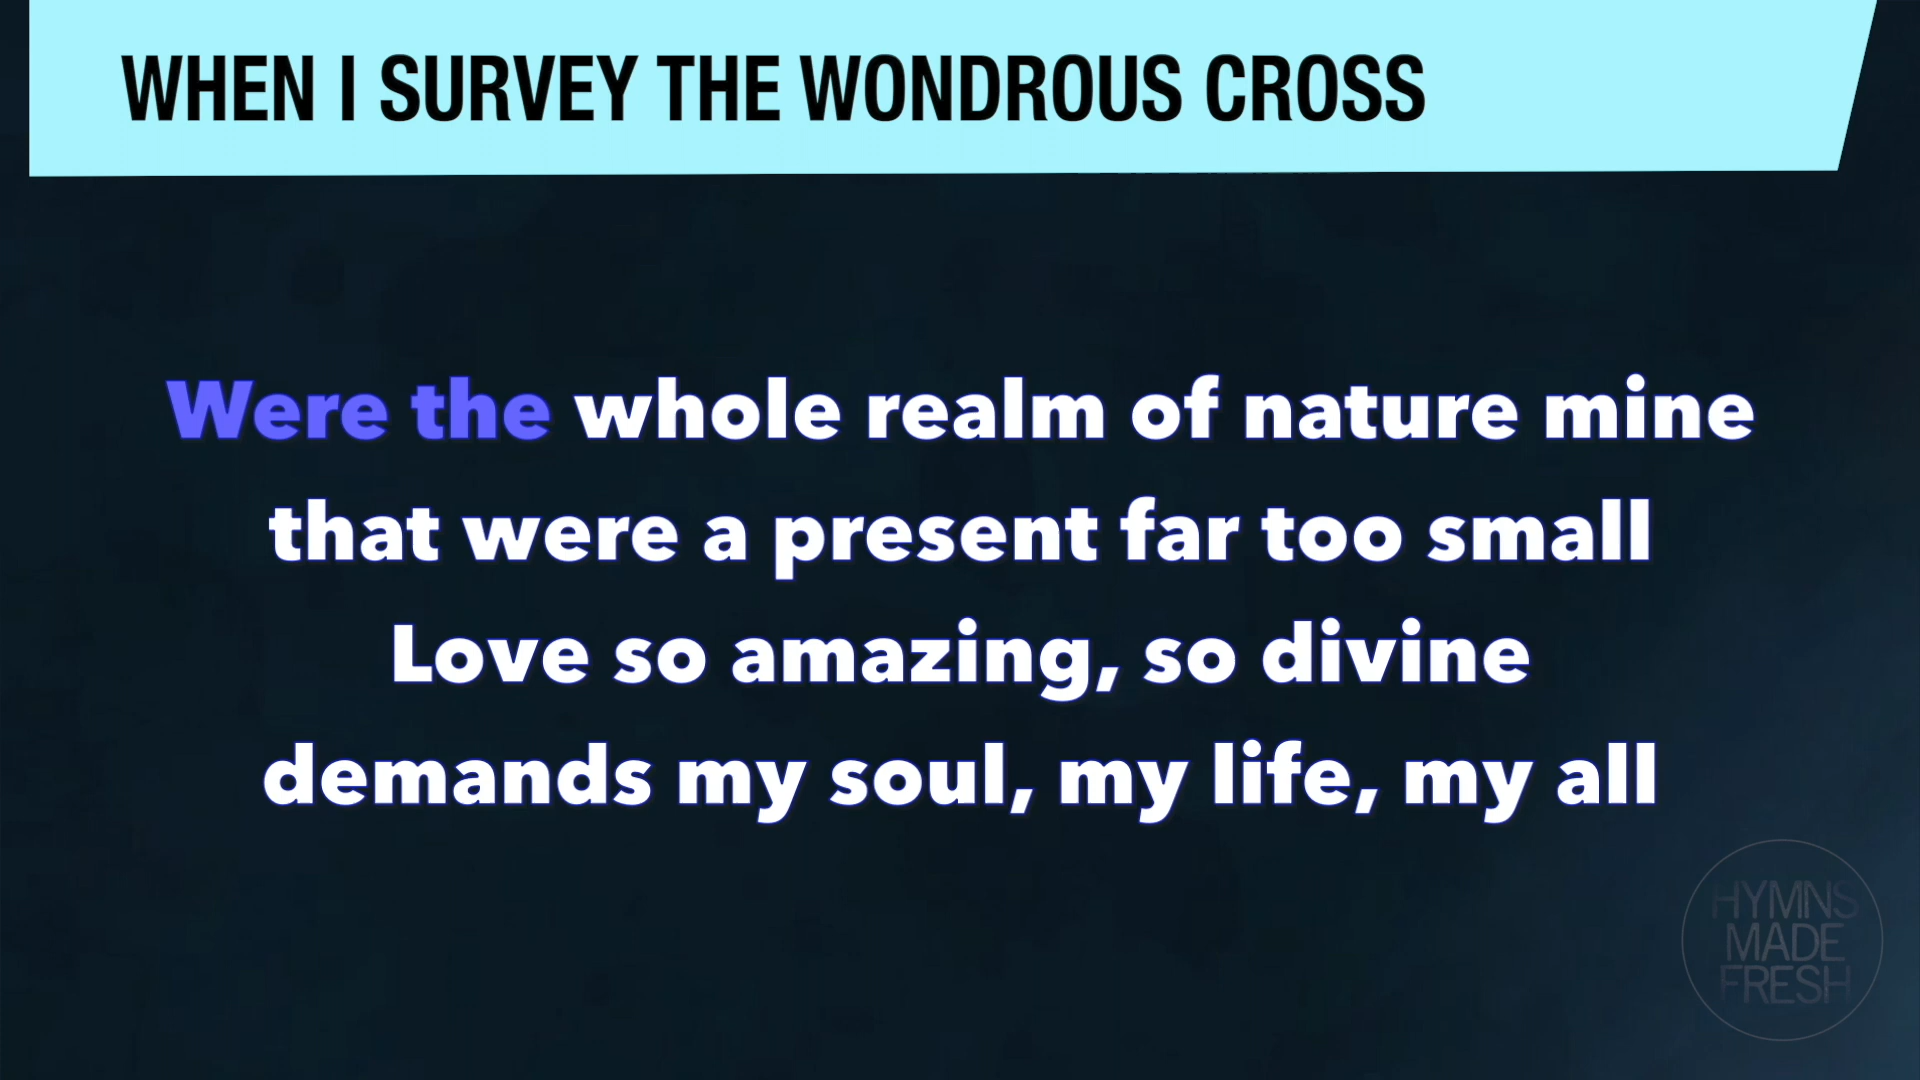 WHEN I SURVEY THE WONDROUS CROSS
Were the whole realm of nature mine
that were a present far too small
Love so amazing, so divine
demands my soul, my life, my all
HYMNS
MADE
FRESH